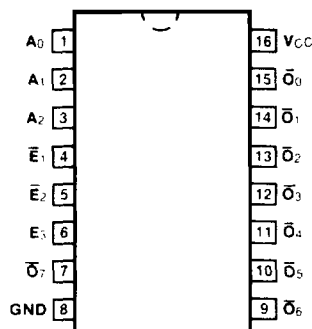 A₀ 1 16 VCC
A₁ 2 15 Ō₀
A₂ 3 14 Ō₁
Ē₁ 4 13 Ō₂
Ē₂ 5 12 Ō₃
E₃ 6 11 Ō₄
Ō₇ 7 10 Ō₅
GND 8 9 Ō₆